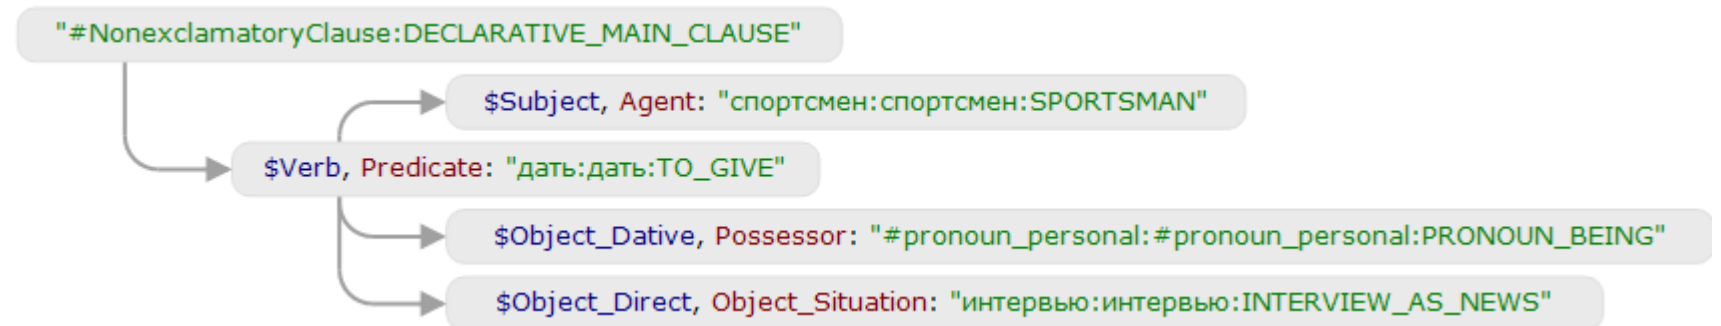 "#NonexclamatoryClause:DECLARATIVE_MAIN_CLAUSE"
$Subject, Agent: "спортсмен:спортсмен:SPORTSMAN"
$Verb, Predicate: "дать:дать:TO_GIVE"
$Object_Dative, Possessor: "#pronoun_personal:#pronoun_personal:PRONOUN_BEING"
$Object_Direct, Object_Situation: "интервью:интервью:INTERVIEW_AS_NEWS"